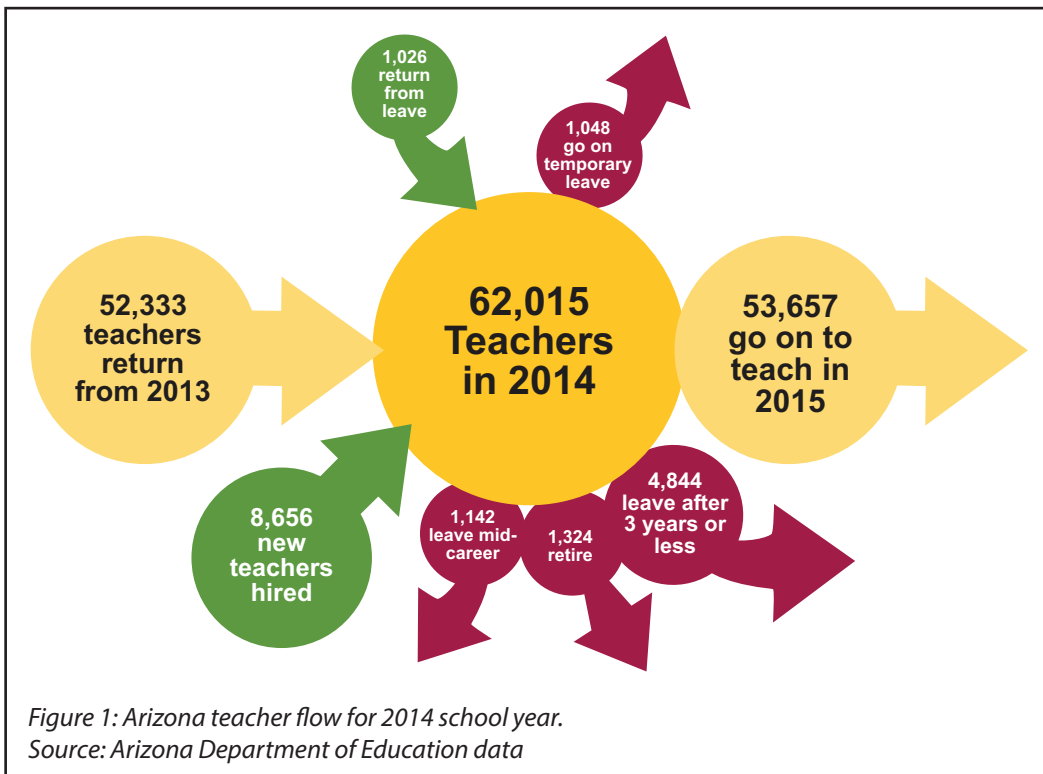 1,026
return
from
leave
1,048
go on
temporary
leave
52,333
teachers
return
from 2013
62,015
Teachers
in 2014
53,657
go on to
teach in
2015
8,656
new
teachers
hired
1,142
leave mid-
career
1,324
retire
4,844
leave after
3 years or
less
Figure 1: Arizona teacher flow for 2014 school year.
Source: Arizona Department of Education data